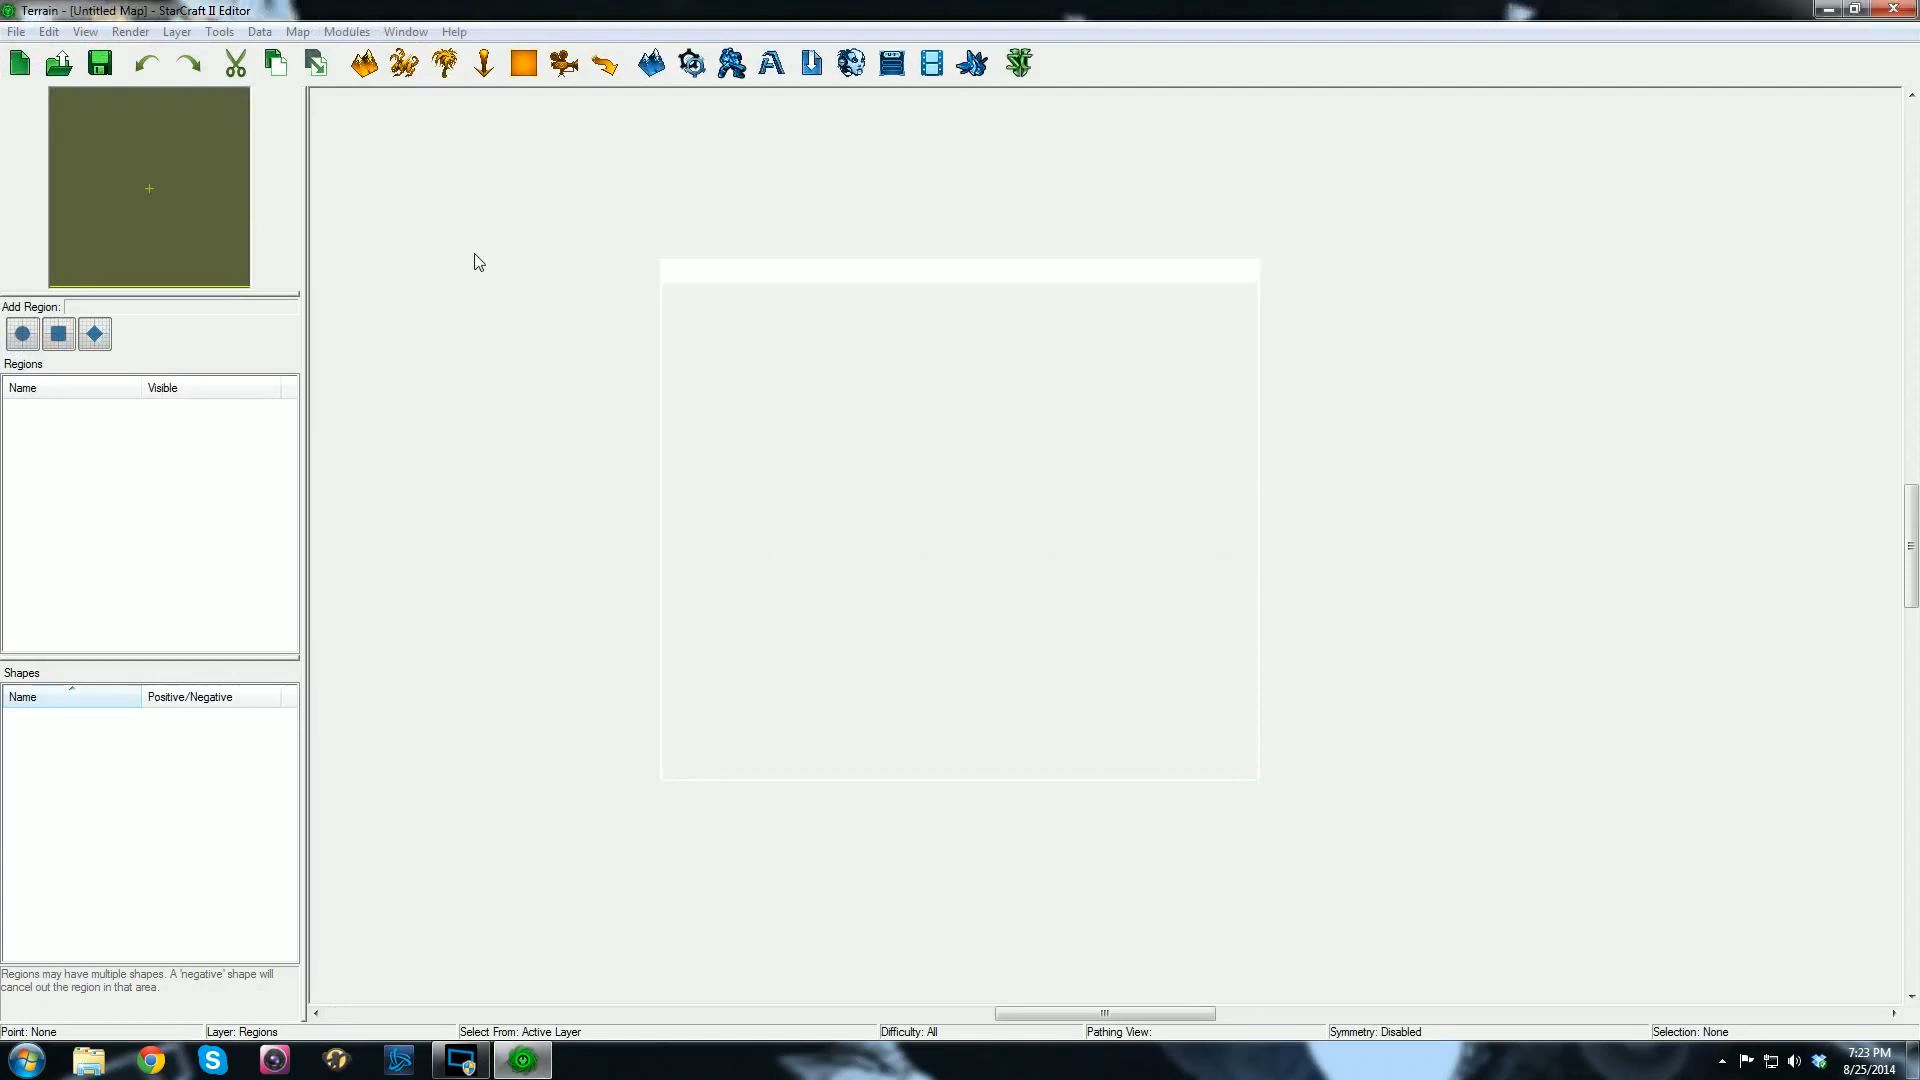 Terrain - [Untitled Map] - StarCraft II Editor
File Edit View Render Layer Tools Data Map Modules Window Help
Add Region:
Regions
Name Visible
Shapes
Name Positive/Negative
Regions may have multiple shapes. A 'negative' shape will
cancel out the region in that area.
Point: None Layer: Regions Select From: Active Layer Difficulty: All Pathing View: Symmetry: Disabled Selection: None
7:23 PM
8/25/2014